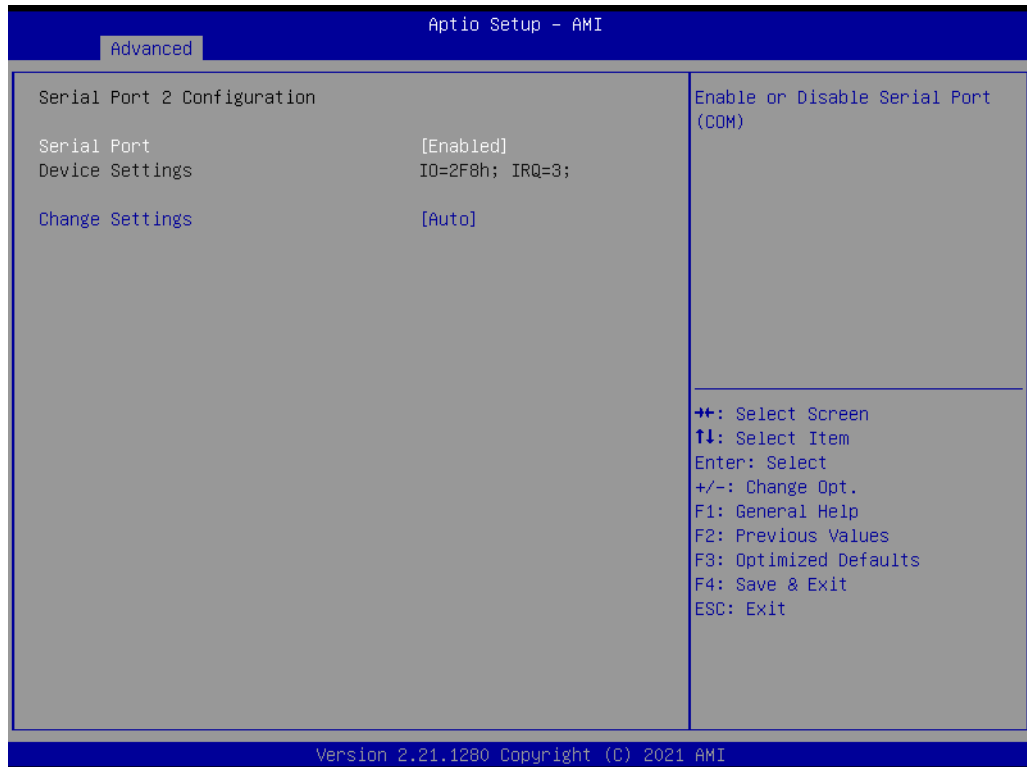 Aptio Setup - AMI
Advanced
Serial Port 2 Configuration
Serial Port [Enabled]
Device Settings IO=2F8h; IRQ=3;
Change Settings [Auto]
Enable or Disable Serial Port
(COM)
→←: Select Screen
↑↓: Select Item
Enter: Select
+/-: Change Opt.
F1: General Help
F2: Previous Values
F3: Optimized Defaults
F4: Save & Exit
ESC: Exit
Version 2.21.1280 Copyright (C) 2021 AMI